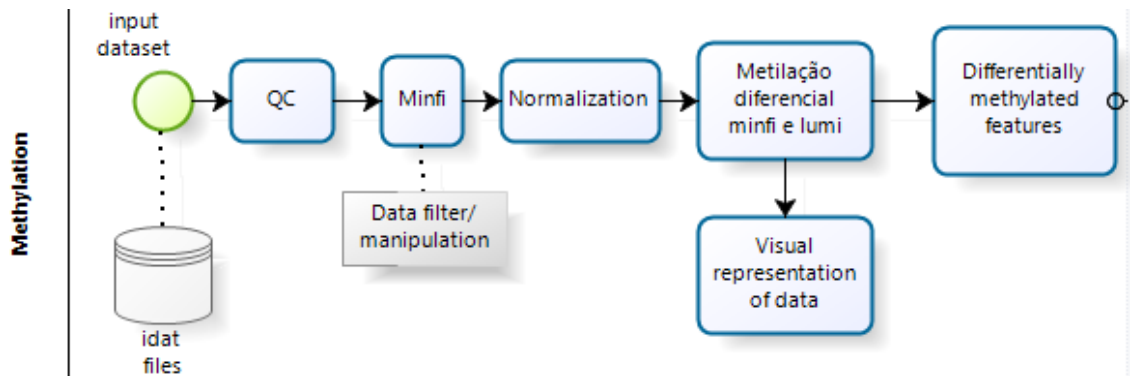 Methylation
input
dataset
idat
files
QC
Minfi
Data filter/
manipulation
Normalization
Metilação
diferencial
minfi e lumi
Visual
representation
of data
Differentially
methylated
features